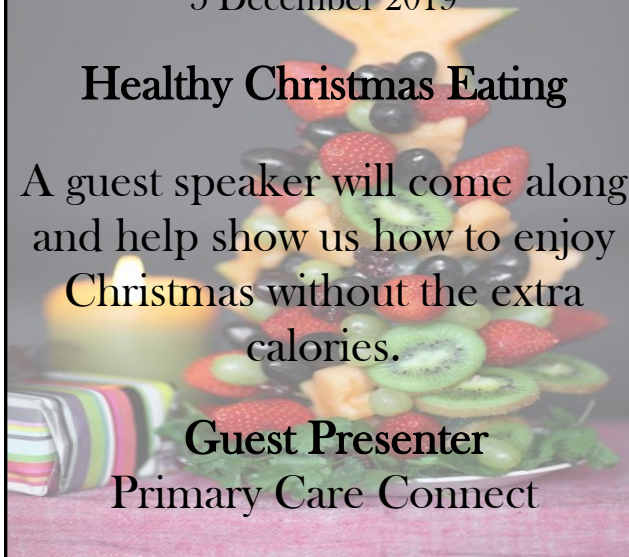 5 December 2019
Healthy Christmas Eating
A guest speaker will come along
and help show us how to enjoy
Christmas without the extra
calories.
Guest Presenter
Primary Care Connect